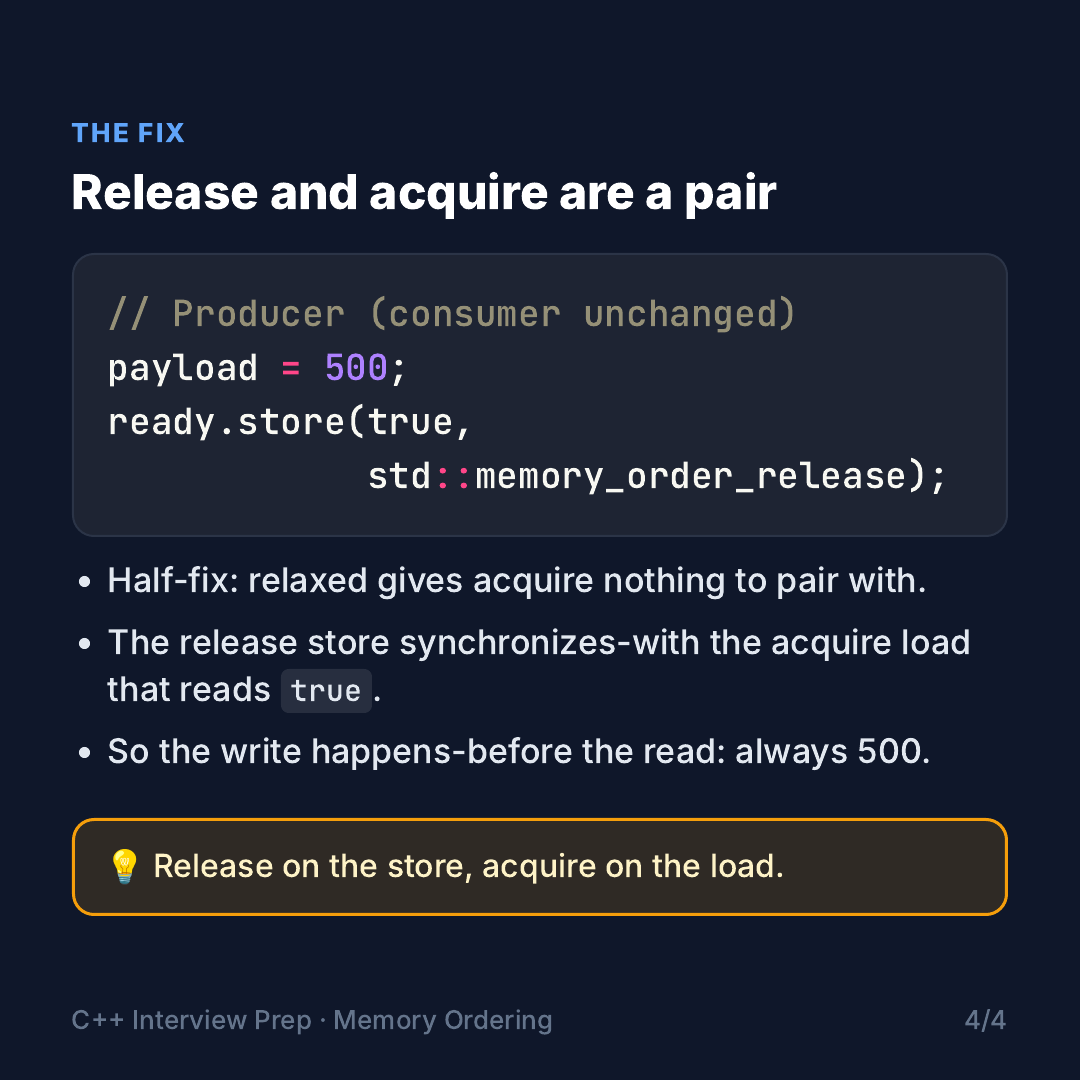 THE FIX
Release and acquire are a pair
// Producer (consumer unchanged)
payload = 500;
ready.store(true,
            std::memory_order_release);
• Half-fix: relaxed gives acquire nothing to pair with.
• The release store synchronizes-with the acquire load
that reads true.
• So the write happens-before the read: always 500.
💡 Release on the store, acquire on the load.
C++ Interview Prep · Memory Ordering
4/4